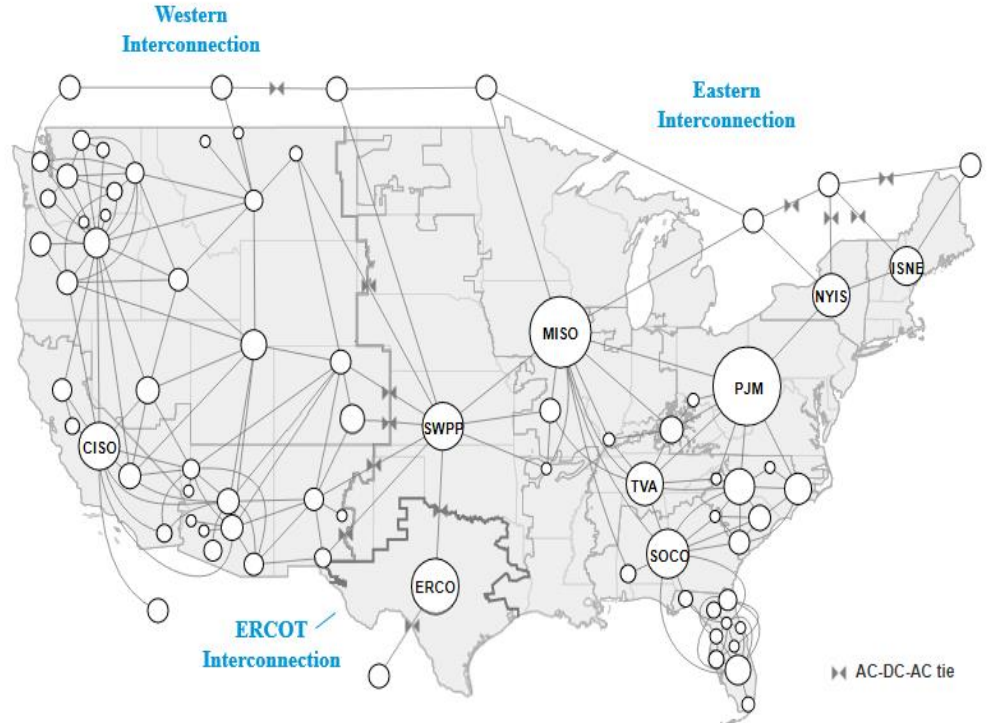 Western
Interconnection
Eastern
Interconnection
ISNE
NYIS
MISO
PJM
SWPP
CISO
TVA
SOCO
ERCO
ERCOT
Interconnection
AC-DC-AC tie